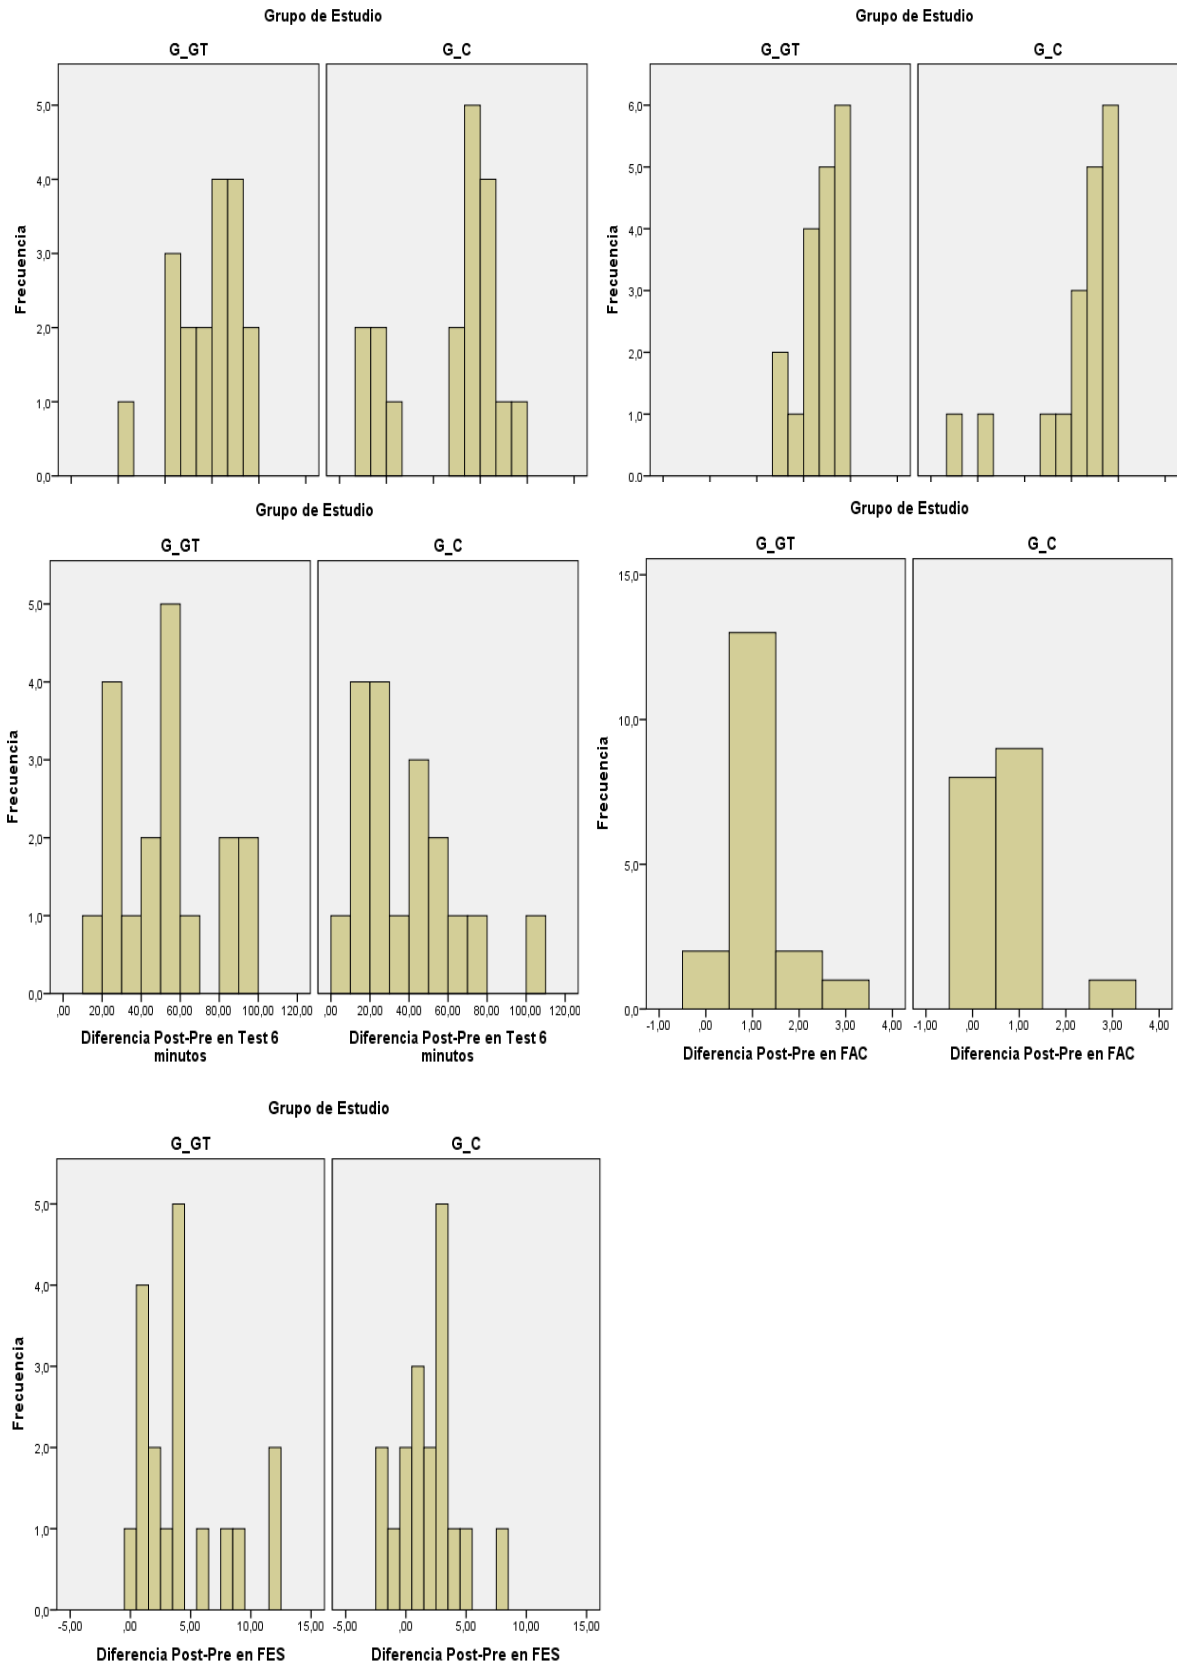 Grupo de Estudio
G_GT G_C
Frecuencia
5,0
4,0
3,0
2,0
1,0
0,0
Grupo de Estudio
G_GT G_C
Frecuencia
6,0
5,0
4,0
3,0
2,0
1,0
0,0
Grupo de Estudio
G_GT G_C
Frecuencia
5,0
4,0
3,0
2,0
1,0
0,0
,00 20,00 40,00 60,00 80,00 100,00 120,00 ,00 20,00 40,00 60,00 80,00 100,00 120,00
Diferencia Post-Pre en Test 6 Diferencia Post-Pre en Test 6
minutos minutos
Grupo de Estudio
G_GT G_C
Frecuencia
15,0
10,0
5,0
0,0
-1,00 ,00 1,00 2,00 3,00 4,00 -1,00 ,00 1,00 2,00 3,00 4,00
Diferencia Post-Pre en FAC Diferencia Post-Pre en FAC
Grupo de Estudio
G_GT G_C
Frecuencia
5,0
4,0
3,0
2,0
1,0
0,0
-5,00 ,00 5,00 10,00 15,00 -5,00 ,00 5,00 10,00 15,00
Diferencia Post-Pre en FES Diferencia Post-Pre en FES